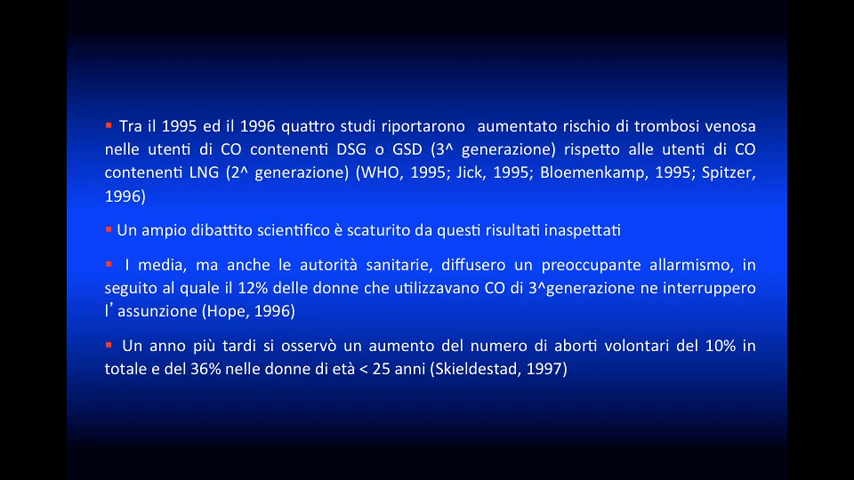 ▪ Tra il 1995 ed il 1996 quattro studi riportarono aumentato rischio di trombosi venosa
nelle utenti di CO contenenti DSG o GSD (3^ generazione) rispetto alle utenti di CO
contenenti LNG (2^ generazione) (WHO, 1995; Jick, 1995; Bloemenkamp, 1995; Spitzer,
1996)
▪ Un ampio dibattito scientifico è scaturito da questi risultati inaspettati
▪ I media, ma anche le autorità sanitarie, diffusero un preoccupante allarmismo, in
seguito al quale il 12% delle donne che utilizzavano CO di 3^generazione ne interruppero
l’assunzione (Hope, 1996)
▪ Un anno più tardi si osservò un aumento del numero di aborti volontari del 10% in
totale e del 36% nelle donne di età < 25 anni (Skieldestad, 1997)